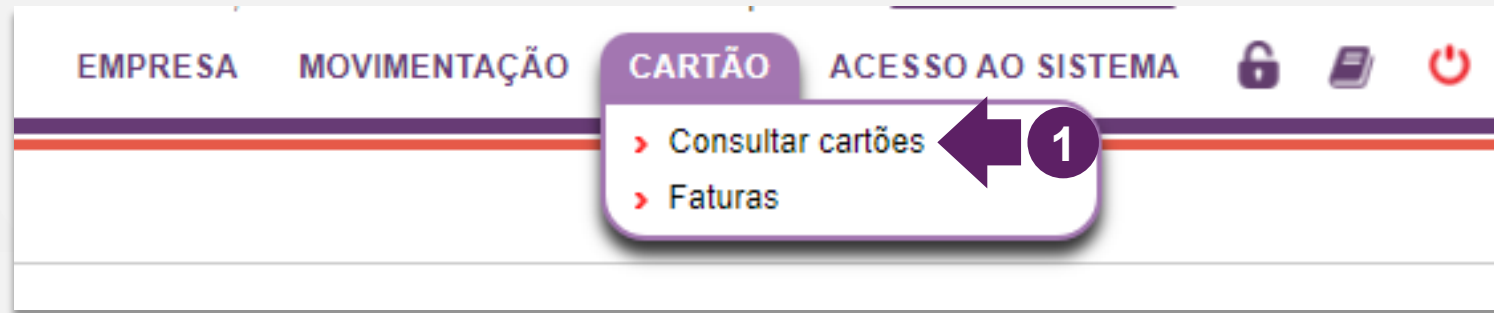 EMPRESA MOVIMENTAÇÃO CARTÃO ACESSO AO SISTEMA
Consultar cartões 1
Faturas